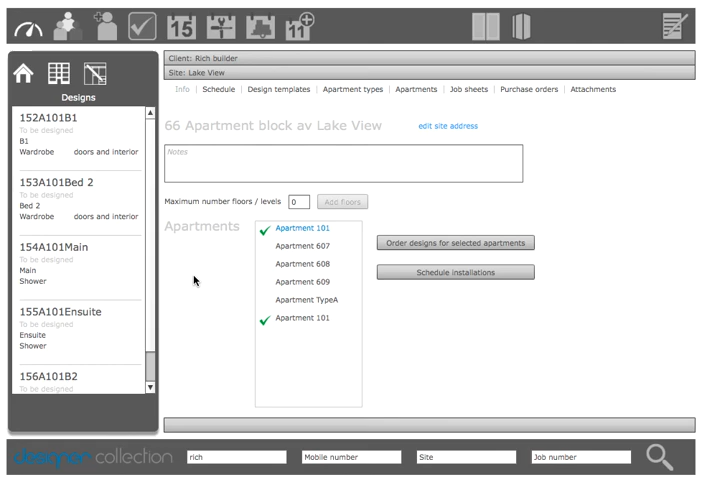 15
11
Designs
152A101B1
To be designed
B1
Wardrobe doors and interior
153A101Bed 2
To be designed
Bed 2
Wardrobe doors and interior
154A101Main
To be designed
Main
Shower
155A101Ensuite
To be designed
Ensuite
Shower
156A101B2
To be designed
Client: Rich builder
Site: Lake View
Info | Schedule | Design templates | Apartment types | Apartments | Job sheets | Purchase orders | Attachments
66 Apartment block av Lake View
edit site address
Notes
Maximum number floors / levels 0 Add floors
Apartments
Apartment 101
Apartment 607
Apartment 608
Apartment 609
Apartment TypeA
Apartment 101
Order designs for selected apartments
Schedule installations
designer collection
rich
Mobile number
Site
Job number